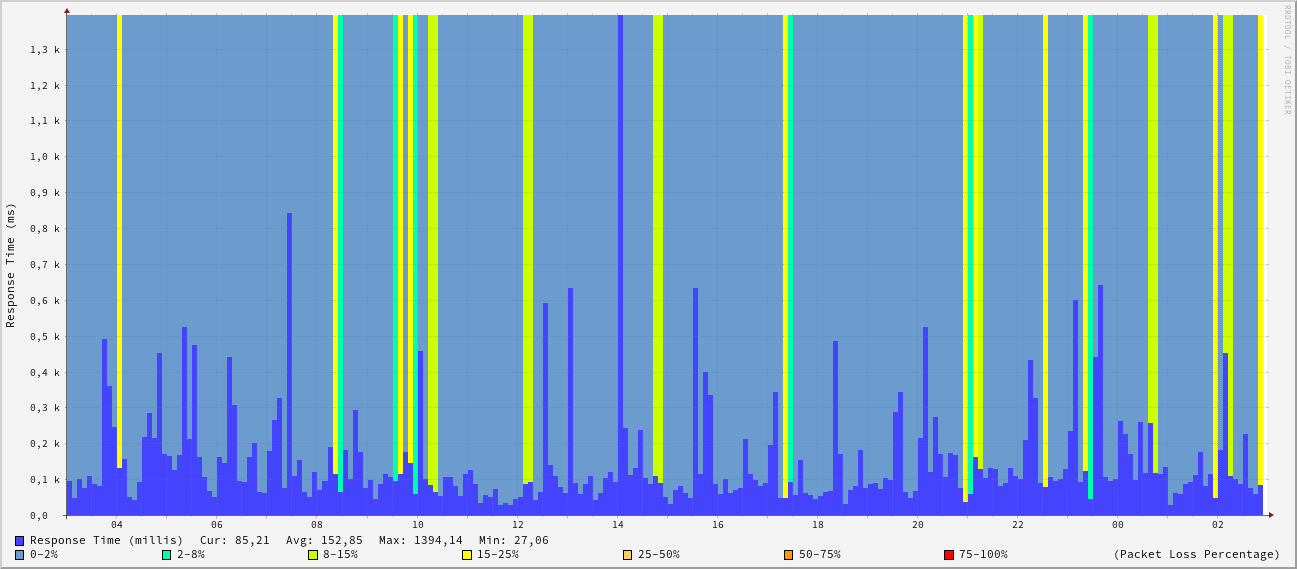 RRDTOOL / TOBI OETIKER
Response Time (ms)
1,3 k
1,2 k
1,1 k
1,0 k
0,9 k
0,8 k
0,7 k
0,6 k
0,5 k
0,4 k
0,3 k
0,2 k
0,1 k
0,0
04 06 08 10 12 14 16 18 20 22 00 02
Response Time (millis) Cur: 85,21 Avg: 152,85 Max: 1394,14 Min: 27,06
0-2% 2-8% 8-15% 15-25% 25-50% 50-75% 75-100% (Packet Loss Percentage)